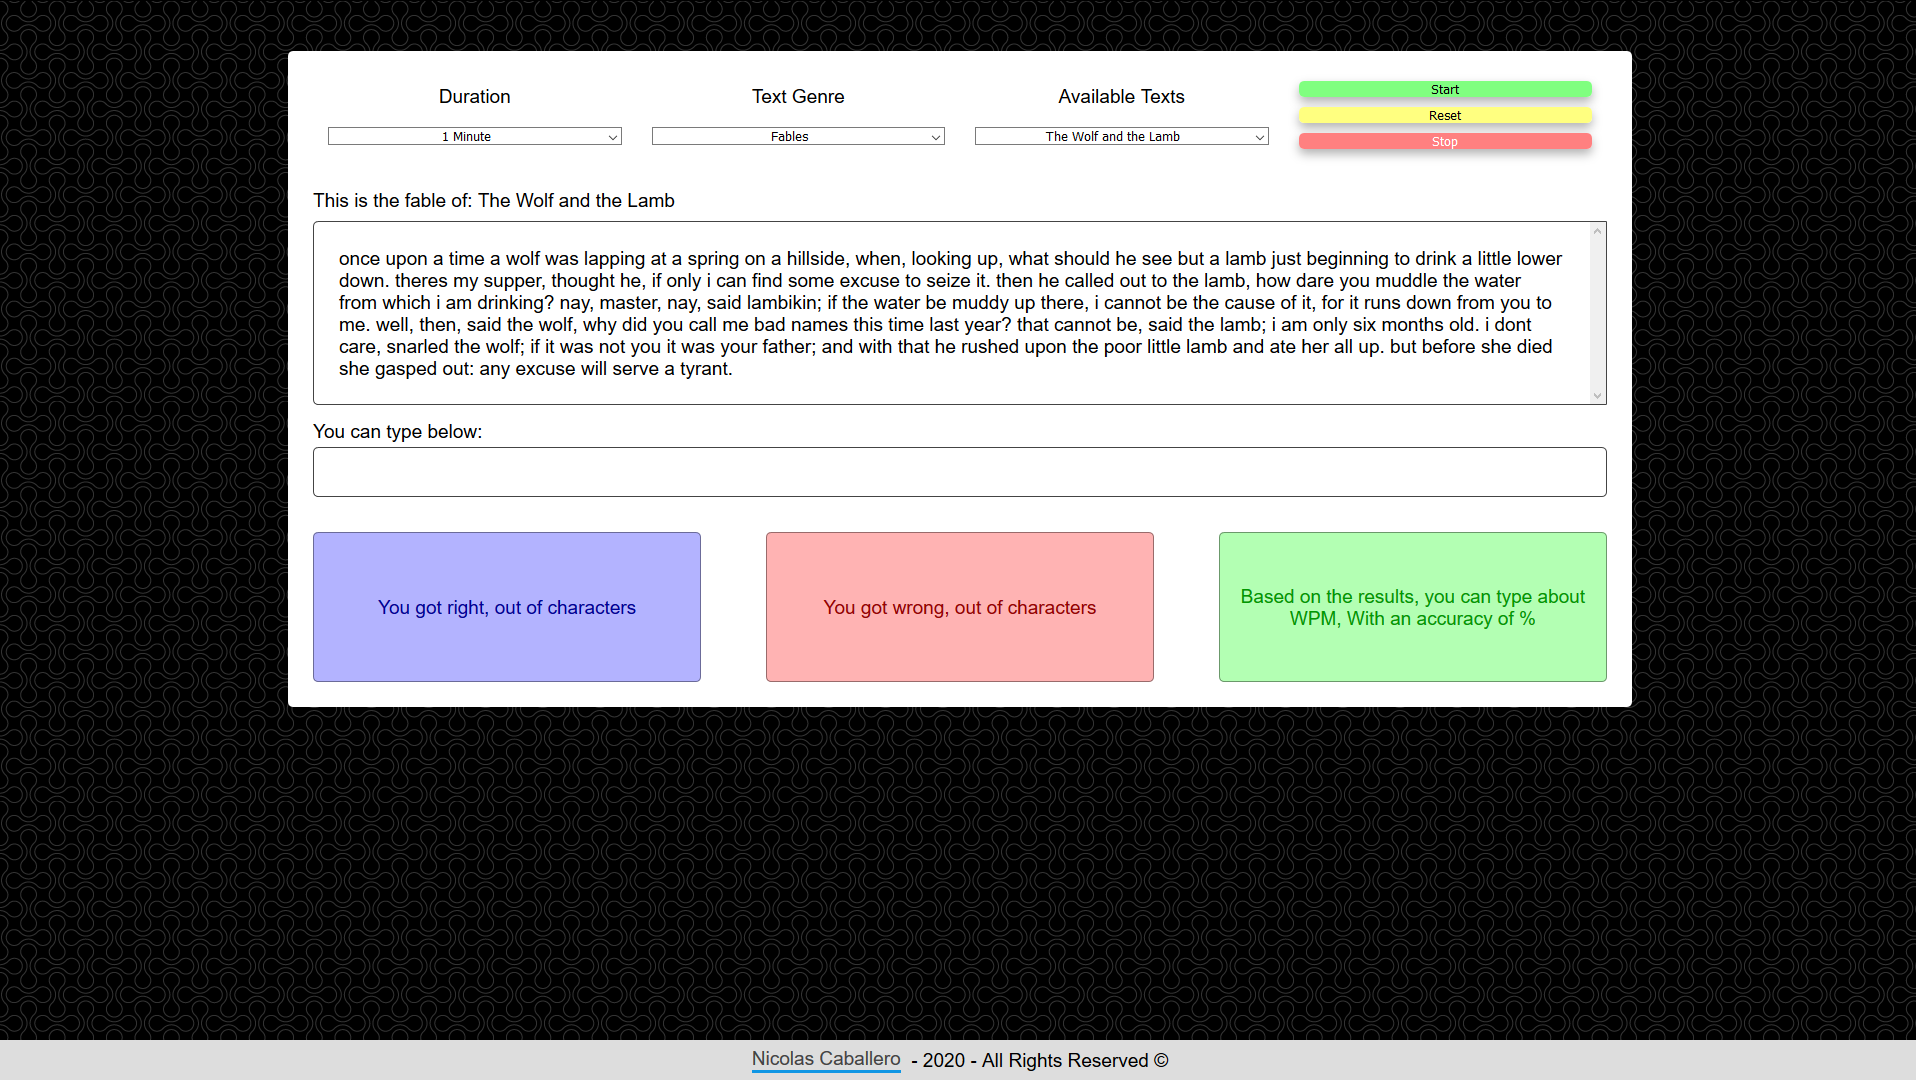 Duration
Text Genre
Available Texts
Start
Reset
Stop
1 Minute
Fables
The Wolf and the Lamb
This is the fable of: The Wolf and the Lamb
once upon a time a wolf was lapping at a spring on a hillside, when, looking up, what should he see but a lamb just beginning to drink a little lower
down. theres my supper, thought he, if only i can find some excuse to seize it. then he called out to the lamb, how dare you muddle the water
from which i am drinking? nay, master, nay, said lambikin; if the water be muddy up there, i cannot be the cause of it, for it runs down from you to
me. well, then, said the wolf, why did you call me bad names this time last year? that cannot be, said the lamb; i am only six months old. i dont
care, snarled the wolf; if it was not you it was your father; and with that he rushed upon the poor little lamb and ate her all up. but before she died
she gasped out: any excuse will serve a tyrant.
You can type below:
You got right, out of characters
You got wrong, out of characters
Based on the results, you can type about
WPM, With an accuracy of %
Nicolas Caballero - 2020 - All Rights Reserved ©